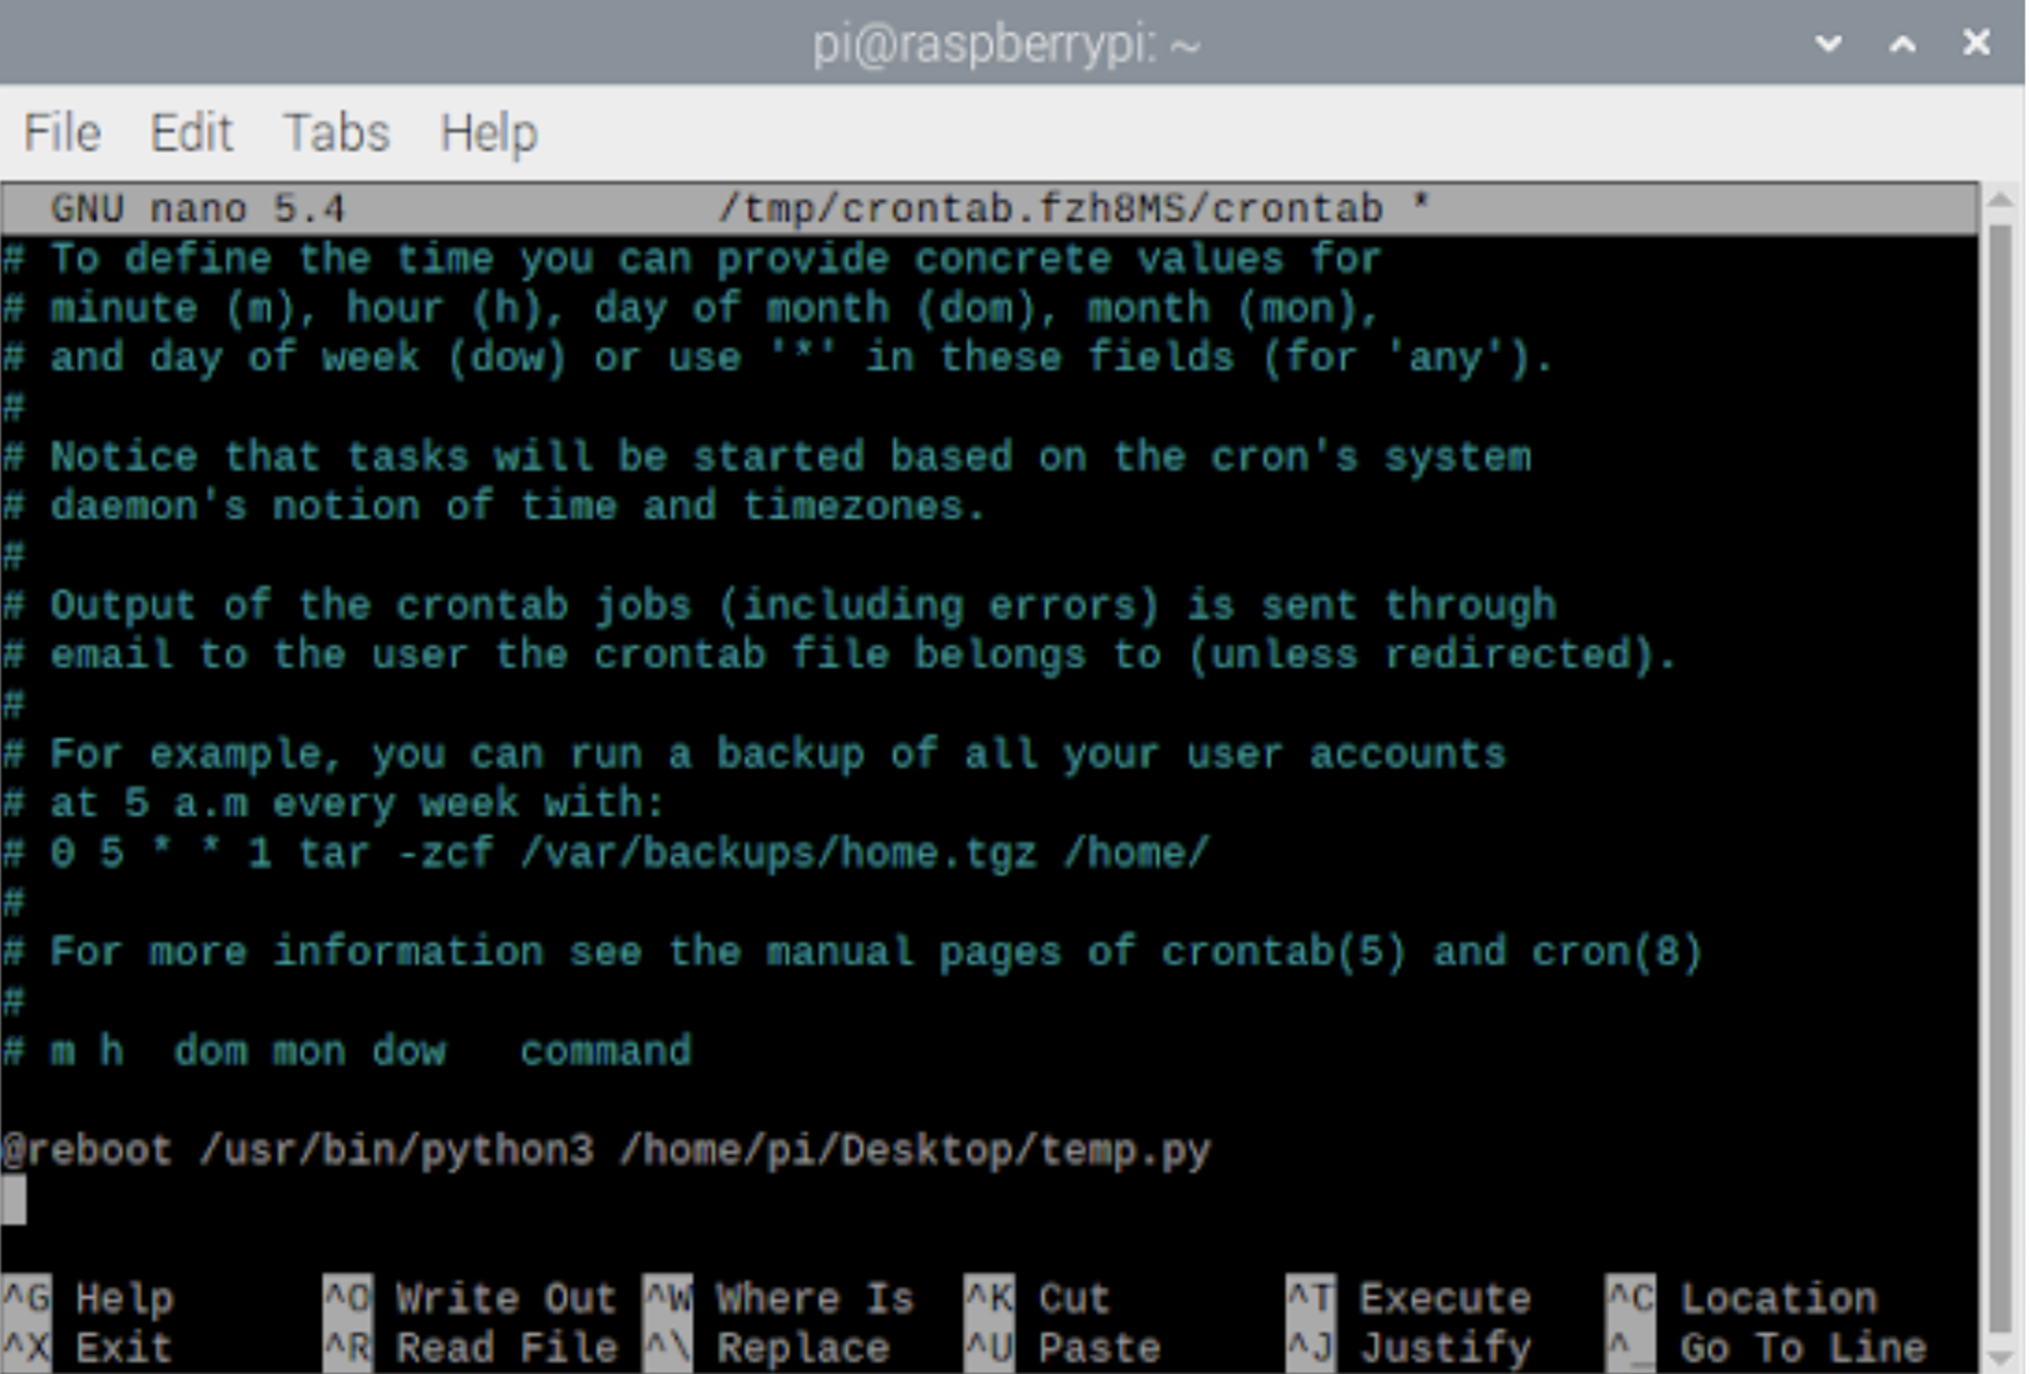 pi@raspberrypi: ~
File Edit Tabs Help
GNU nano 5.4 /tmp/crontab.fzh8MS/crontab *
# To define the time you can provide concrete values for
# minute (m), hour (h), day of month (dom), month (mon),
# and day of week (dow) or use '*' in these fields (for 'any').
#
# Notice that tasks will be started based on the cron's system
# daemon's notion of time and timezones.
#
# Output of the crontab jobs (including errors) is sent through
# email to the user the crontab file belongs to (unless redirected).
#
# For example, you can run a backup of all your user accounts
# at 5 a.m every week with:
# 0 5 * * 1 tar -zcf /var/backups/home.tgz /home/
#
# For more information see the manual pages of crontab(5) and cron(8)
#
# m h  dom mon dow   command
@reboot /usr/bin/python3 /home/pi/Desktop/temp.py
^G Help ^O Write Out ^W Where Is ^K Cut ^T Execute ^C Location
^X Exit ^R Read File ^\ Replace ^U Paste ^J Justify ^_ Go To Line